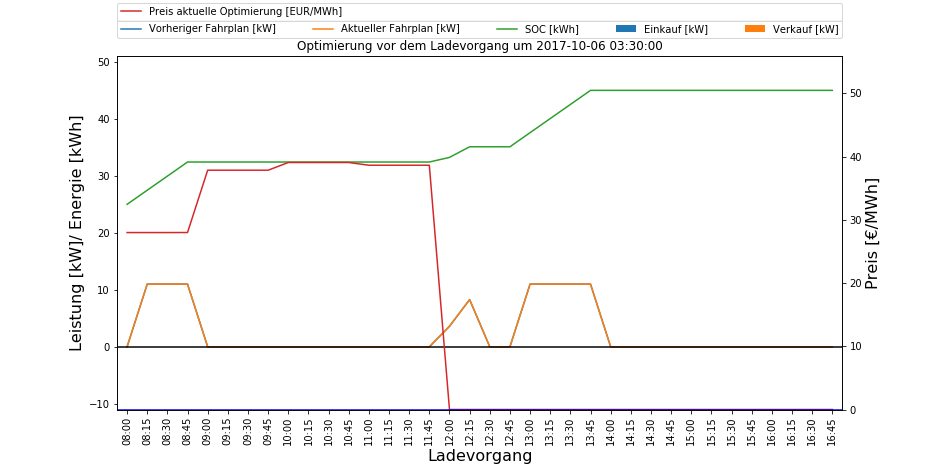 Preis aktuelle Optimierung [EUR/MWh]
Vorheriger Fahrplan [kW] Aktueller Fahrplan [kW] SOC [kWh] Einkauf [kW] Verkauf [kW]
Optimierung vor dem Ladevorgang um 2017-10-06 03:30:00
Leistung [kW]/ Energie [kWh]
50
40
30
20
10
0
−10
50
40
30
20
10
0
Preis [€/MWh]
08:00 08:15 08:30 08:45 09:00 09:15 09:30 09:45 10:00 10:15 10:30 10:45 11:00 11:15 11:30 11:45 12:00 12:15 12:30 12:45 13:00 13:15 13:30 13:45 14:00 14:15 14:30 14:45 15:00 15:15 15:30 15:45 16:00 16:15 16:30 16:45
Ladevorgang